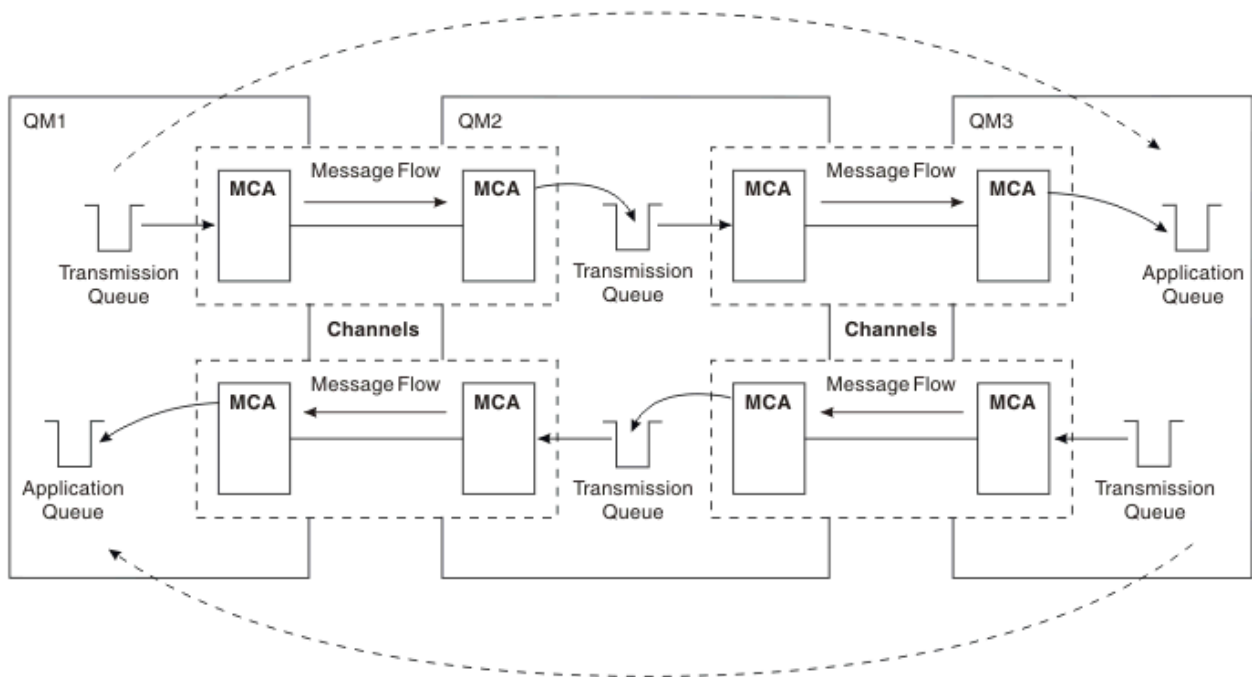 QM1
QM2
QM3
Message Flow
Message Flow
MCA
MCA
MCA
MCA
Transmission
Queue
Transmission
Queue
Application
Queue
Channels
Channels
Message Flow
Message Flow
MCA
MCA
MCA
MCA
Application
Queue
Transmission
Queue
Transmission
Queue